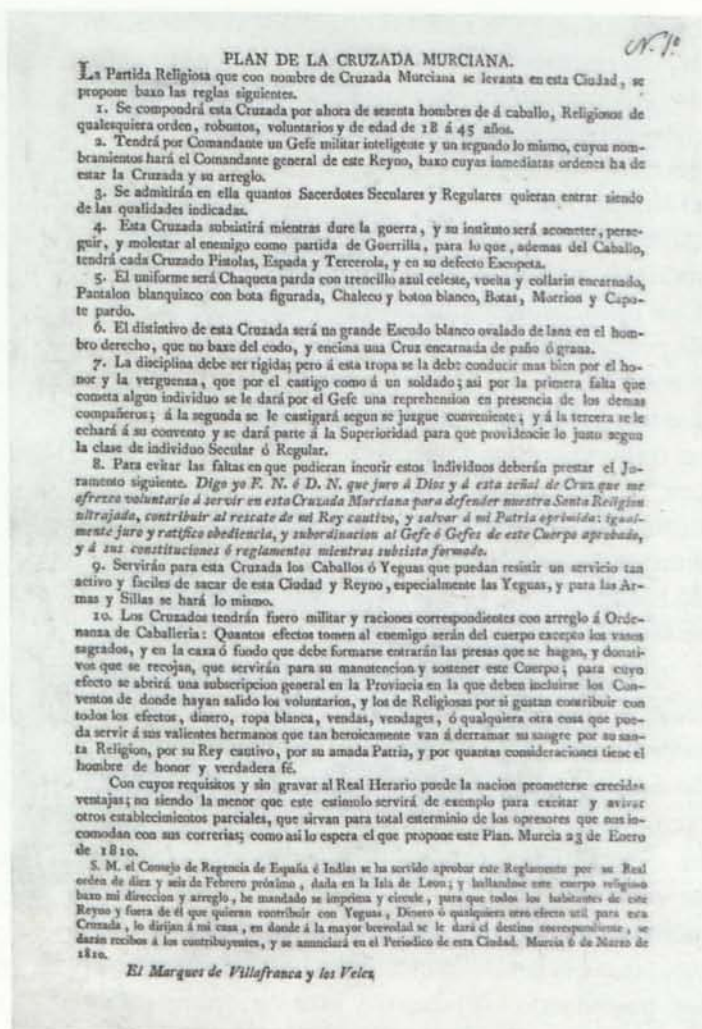 N. 1º
PLAN DE LA CRUZADA MURCIANA.
La Partida Religiosa que con nombre de Cruzada Murciana se levanta en esta Ciudad, se
propone baxo las reglas siguientes.
1. Se compondrá esta Cruzada por ahora de sesenta hombres de á caballo, Religiosos de
qualesquiera orden, robustos, voluntarios y de edad de 18 á 45 años.
2. Tendrá por Comandante un Gefe militar inteligente y un segundo lo mismo, cuyos nom-
bramientos hará el Comandante general de este Reyno, baxo cuyas inmediatas ordenes ha de
estar la Cruzada y su arreglo.
3. Se admitirán en ella quantos Sacerdotes Seculares y Regulares quieran entrar siendo
de las qualidades indicadas.
4. Esta Cruzada subsistirá mientras dure la guerra, y su instituto será acometer, perse-
guir, y molestar al enemigo como partida de Guerrilla, para lo que, ademas del Caballo,
tendrá cada Cruzado Pistolas, Espada y Tercerola, y en su defecto Escopeta.
5. El uniforme será Chaqueta parda con trencillo azul celeste, vuelta y collarin encarnado,
Pantalon blanquizco con bota figurada, Chaleco y boton blanco, Botas, Morrion y Capo-
te pardo.
6. El distintivo de esta Cruzada será un grande Escudo blanco ovalado de lana en el hom-
bro derecho, que no baxe del codo, y encima una Cruz encarnada de paño ó grana.
7. La disciplina debe ser rigida; pero á esta tropa se la debe conducir mas bien por el ho-
nor y la verguenza, que por el castigo como á un soldado; asi por la primera falta que
cometa algun individuo se le dará por el Gefe una reprehension en presencia de los demas
compañeros; á la segunda se le castigará segun se juzgue conveniente; y á la tercera se le
echará á su convento y se dará parte á la Superioridad para que providencie lo justo segun
la clase de individuo Secular ó Regular.
8. Para evitar las faltas en que pudieran incurir estos individuos deberán prestar el Jo-
ramento siguiente. Digo yo F. N. ó D. N. que juro á Dios y á esta señal de Cruz que me
ofrezco voluntario á servir en esta Cruzada Murciana para defender nuestra Santa Religion
ultrajada, contribuir al rescate de mi Rey cautivo, y salvar á mi Patria oprimida: igual-
mente juro y ratifico obediencia, y subordinacion al Gefe ó Gefes de este Cuerpo aprobado,
y á sus constituciones ó reglamentos mientras subsista formado.
9. Servirán para esta Cruzada los Caballos ó Yeguas que puedan resistir un servicio tan
activo y faciles de sacar de esta Ciudad y Reyno, especialmente las Yeguas, y para las Ar-
mas y Sillas se hará lo mismo.
10. Los Cruzados tendrán fuero militar y raciones correspondientes con arreglo á Orde-
nanza de Caballeria: Quantos efectos tomen al enemigo serán del cuerpo excepto los vasos
sagrados, y en la caxa ó fondo que debe formarse entrarán las presas que se hagan, y donati-
vos que se recojan, que servirán para su manutencion y sostener este Cuerpo; para cuyo
efecto se abrirá una subscripcion general en la Provincia en la que deben incluirse los Con-
ventos de donde hayan salido los voluntarios, y los de Religiosas por si gustan contribuir con
todos los efectos, dinero, ropa blanca, vendas, vendages, ó qualquiera otra cosa que pue-
da servir á sus valientes hermanos que tan heroicamente van á derramar su sangre por su san-
ta Religion, por su Rey cautivo, por su amada Patria, y por quantas consideraciones tiene el
hombre de honor y verdadera fé.
Con cuyos requisitos y sin gravar al Real Herario puede la nacion prometerse crecidas
ventajas; no siendo la menor que este estimulo servirá de exemplo para excitar y avivar
otros establecimientos parciales, que sirvan para total esterminio de los opresores que nos in-
comodan con sus correrias; como asi lo espera el que propone este Plan. Murcia 23 de Enero
de 1810.
S. M. el Consejo de Regencia de España é Indias se ha servido aprobar este Reglamento por su Real
orden de diez y seis de Febrero próximo, dada en la Isla de Leon; y hallandose este cuerpo religioso
baxo mi direccion y arreglo, he mandado se imprima y circule, para que todos los habitantes de este
Reyno y fuera de él que quieran contribuir con Yeguas, Dinero ó qualquiera otro efecto util para esta
Cruzada, lo dirijan á mi casa, en donde á la mayor brevedad se le dará el destino correspondiente, se
darán recibos á los contribuyentes, y se anunciará en el Periodico de esta Ciudad. Murcia 6 de Marzo de
1810.
El Marques de Villafranca y los Velez